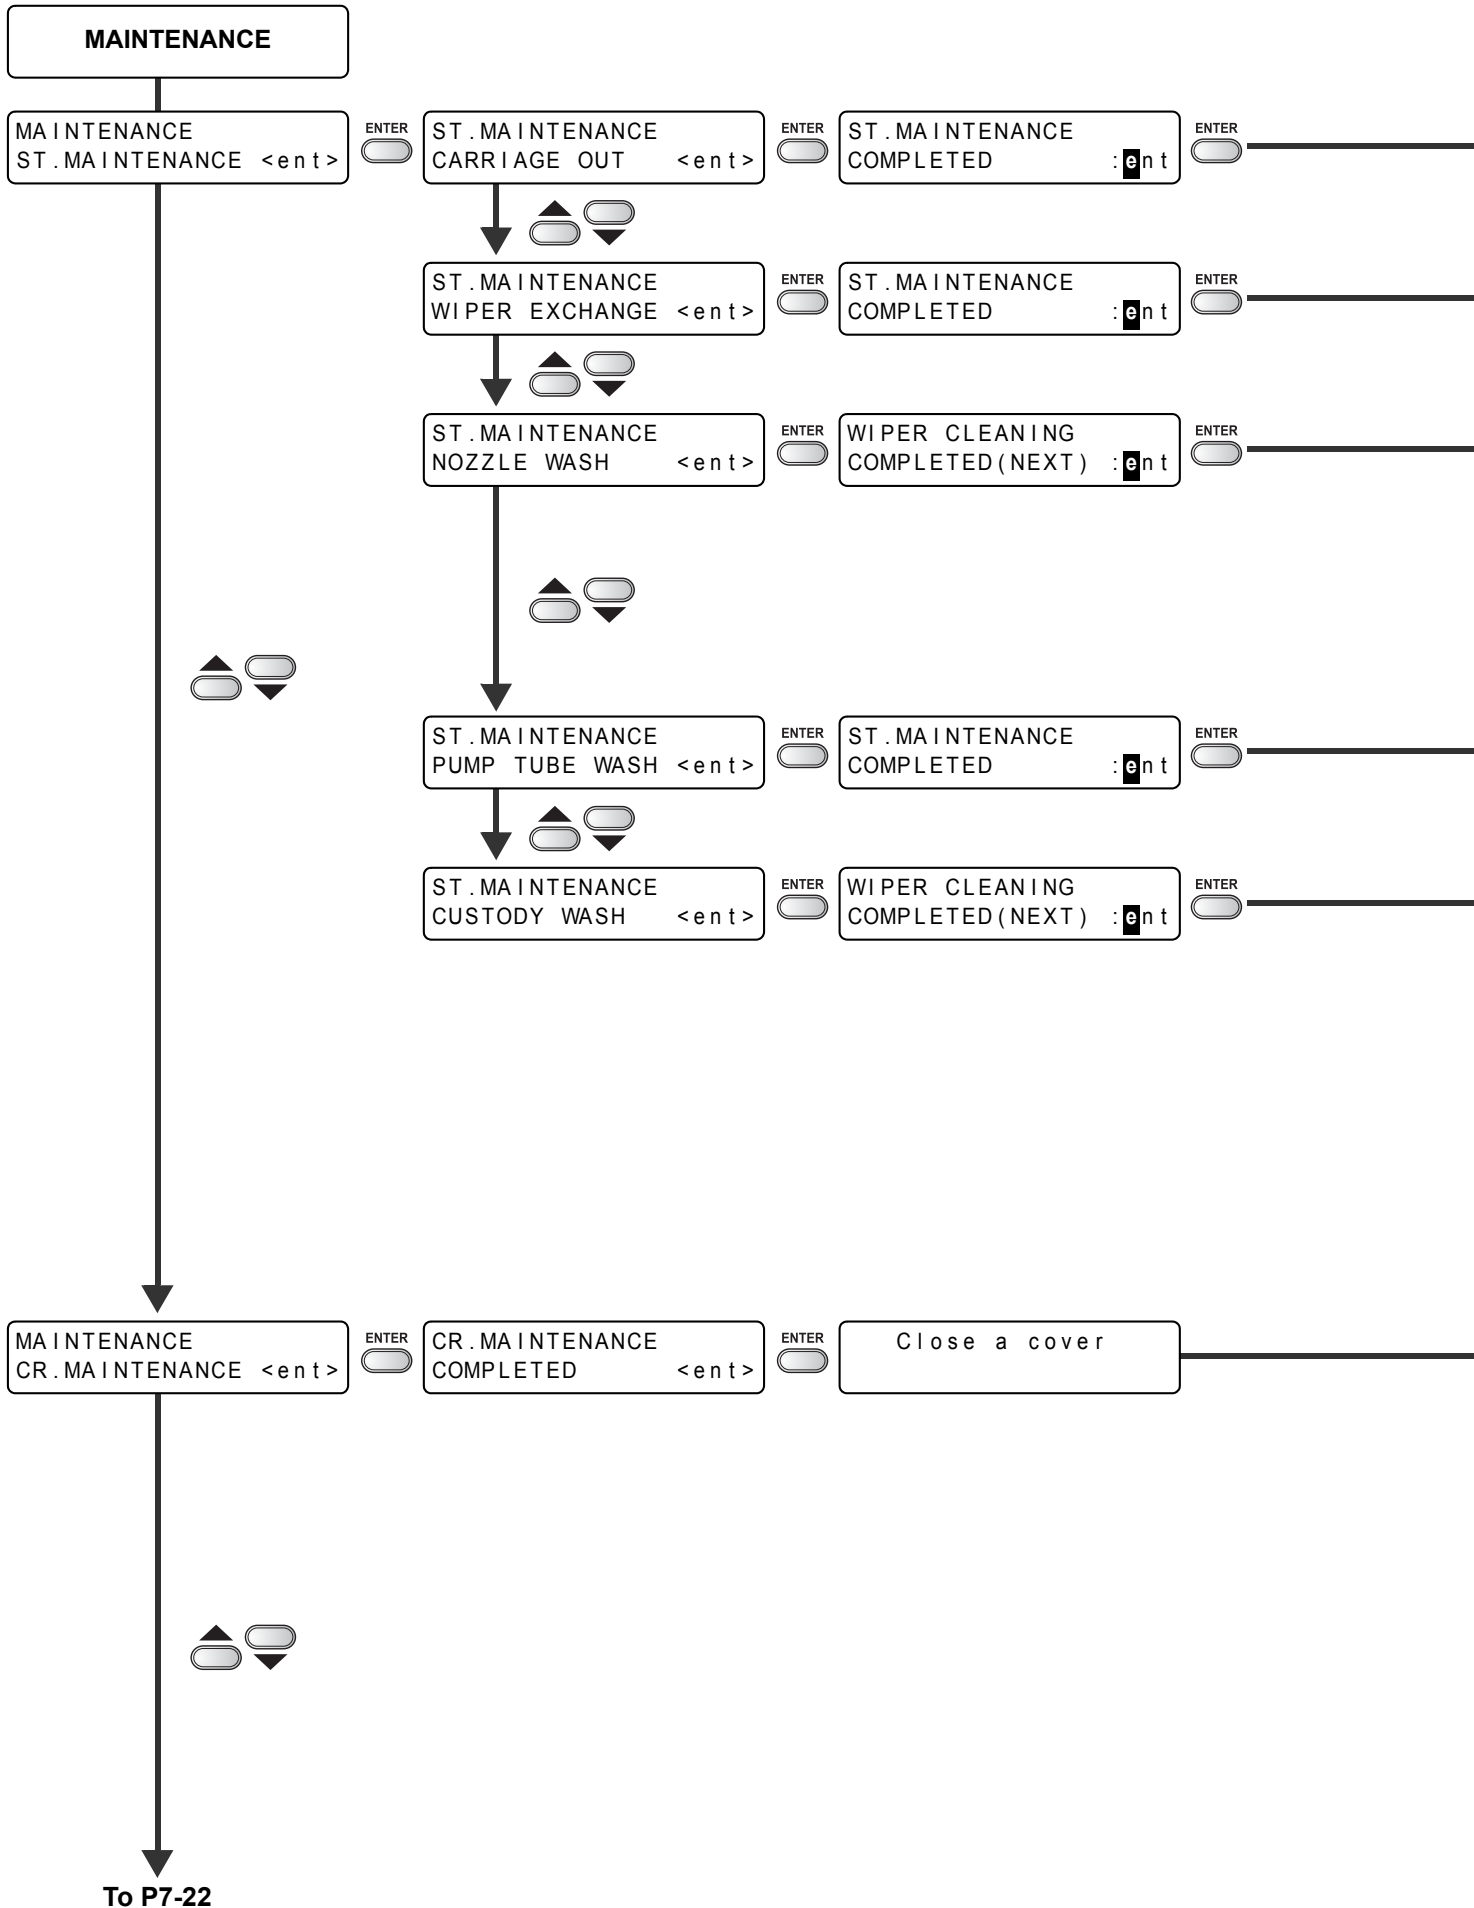 MAINTENANCE
MAINTENANCE
ST.MAINTENANCE <ent>
ENTER
ST.MAINTENANCE
CARRIAGE OUT <ent>
ENTER
ST.MAINTENANCE
COMPLETED :ent
ENTER
ST.MAINTENANCE
WIPER EXCHANGE <ent>
ENTER
ST.MAINTENANCE
COMPLETED :ent
ENTER
ST.MAINTENANCE
NOZZLE WASH <ent>
ENTER
WIPER CLEANING
COMPLETED(NEXT) :ent
ENTER
ST.MAINTENANCE
PUMP TUBE WASH <ent>
ENTER
ST.MAINTENANCE
COMPLETED :ent
ENTER
ST.MAINTENANCE
CUSTODY WASH <ent>
ENTER
WIPER CLEANING
COMPLETED(NEXT) :ent
ENTER
MAINTENANCE
CR.MAINTENANCE <ent>
ENTER
CR.MAINTENANCE
COMPLETED <ent>
ENTER
Close a cover
To P7-22